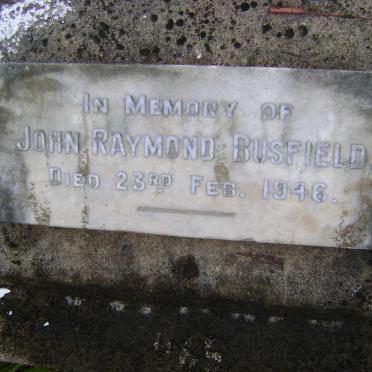 In Memory of
John Raymond Busfield
Died 23rd Feb. 1946.